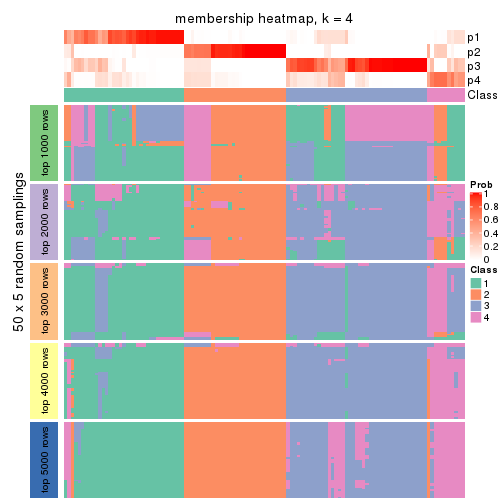 membership heatmap, k = 4
p1
p2
p3
p4
Class
50 x 5 random samplings
top 1000 rows
top 2000 rows
top 3000 rows
top 4000 rows
top 5000 rows
Prob
1
0.8
0.6
0.4
0.2
0
Class
1
2
3
4